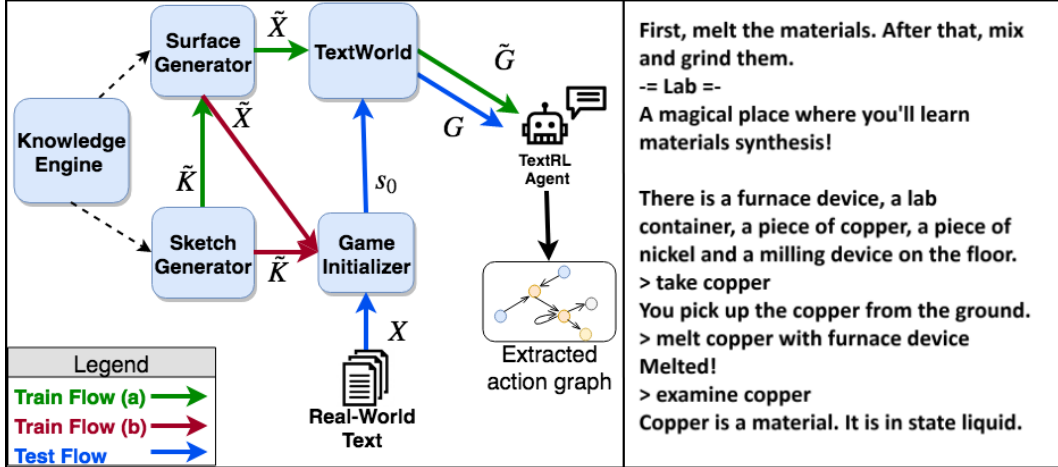 Surface
Generator
X̃
TextWorld
G̃
G
X̃
Knowledge
Engine
K̃
s₀
TextRL
Agent
Sketch
Generator
K̃
Game
Initializer
X
Extracted
action graph
Real-World
Text
Legend
Train Flow (a)
Train Flow (b)
Test Flow
First, melt the materials. After that, mix
and grind them.
-= Lab =-
A magical place where you'll learn
materials synthesis!
There is a furnace device, a lab
container, a piece of copper, a piece of
nickel and a milling device on the floor.
> take copper
You pick up the copper from the ground.
> melt copper with furnace device
Melted!
> examine copper
Copper is a material. It is in state liquid.